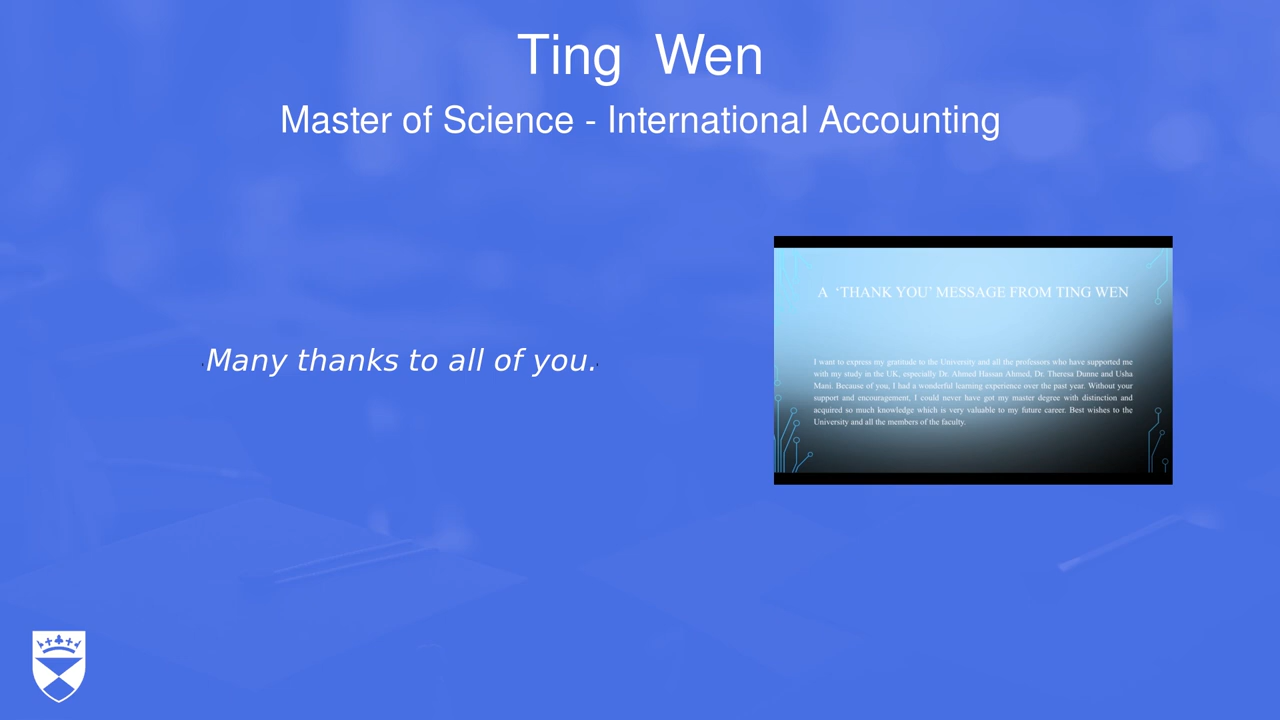 Ting Wen
Master of Science - International Accounting
Many thanks to all of you.
A ‘THANK YOU’ MESSAGE FROM TING WEN
I want to express my gratitude to the University and all the professors who have supported me
with my study in the UK, especially Dr. Ahmed Hassan Ahmed, Dr. Theresa Dunne and Usha
Mani. Because of you, I had a wonderful learning experience over the past year. Without your
support and encouragement, I could never have got my master degree with distinction and
acquired so much knowledge which is very valuable to my future career. Best wishes to the
University and all the members of the faculty.